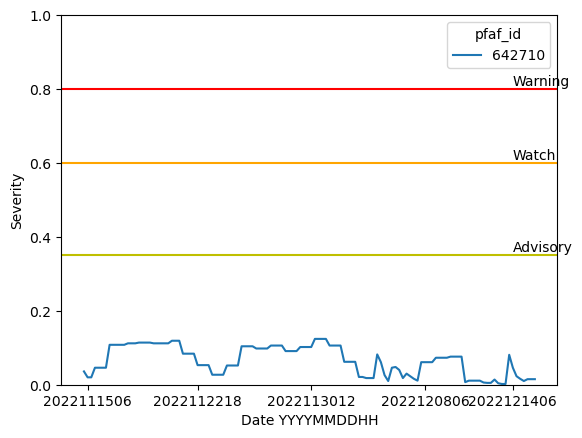 1.0
pfaf_id
642710
Warning
0.8
Watch
0.6
Severity
0.4
Advisory
0.2
0.0
2022111506 2022112218 2022113012 2022120806 2022121406
Date YYYYMMDDHH